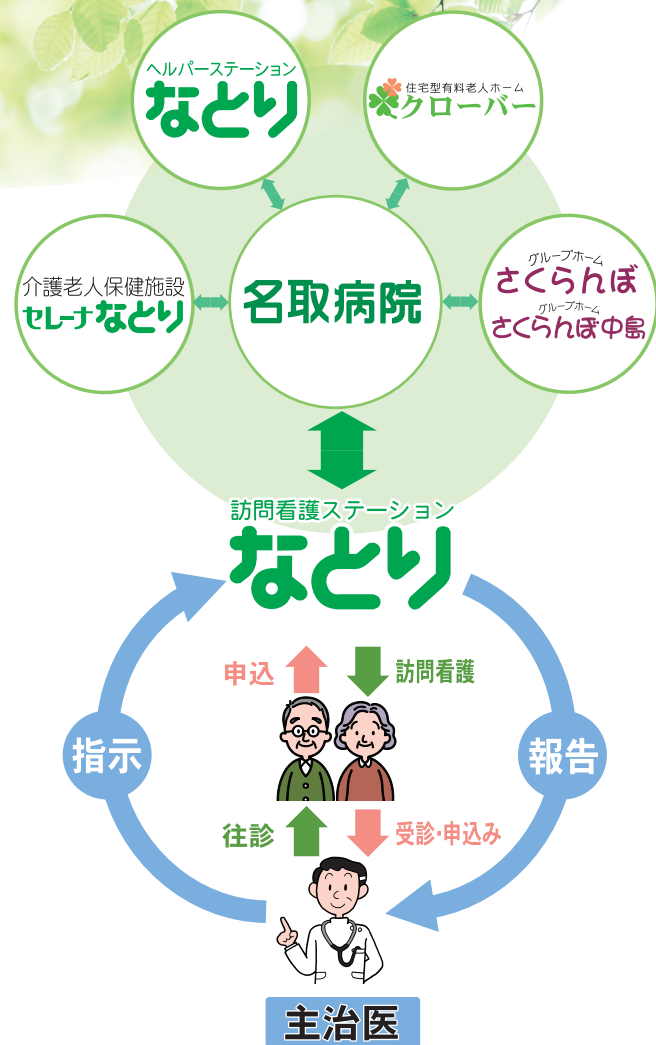 ヘルパーステーション
なとり
住宅型有料老人ホーム
クローバー
介護老人保健施設
セレーナなとり
名取病院
グループホーム
さくらんぼ
グループホーム
さくらんぼ中島
訪問看護ステーション
なとり
申込
訪問看護
指示
報告
往診
受診・申込み
主治医